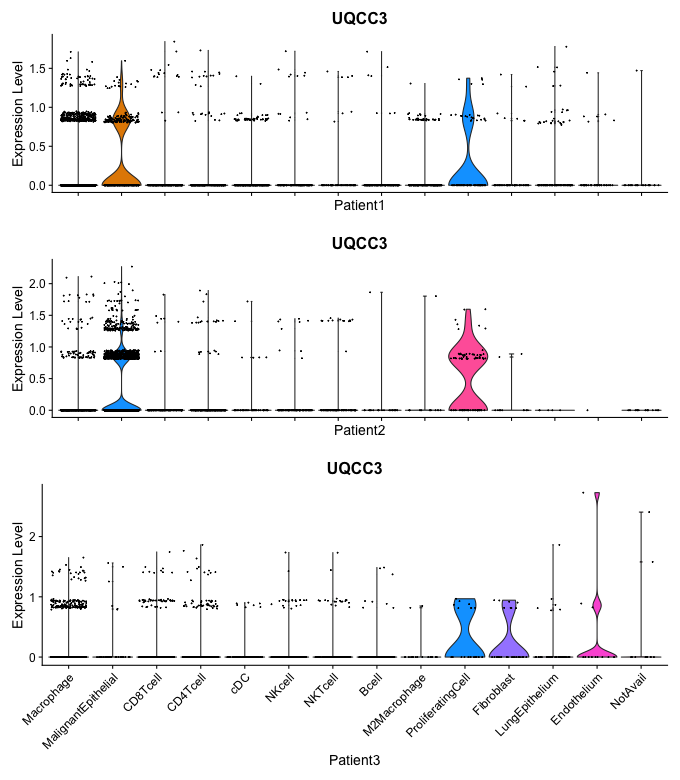 UQCC3
Expression Level
1.5
1.0
0.5
0.0
Patient1
UQCC3
Expression Level
2.0
1.5
1.0
0.5
0.0
Patient2
UQCC3
Expression Level
2
1
0
Macrophage
MalignantEpithelial
CD8Tcell
CD4Tcell
cDC
NKcell
NKTcell
Bcell
M2Macrophage
ProliferatingCell
Fibroblast
LungEpithelium
Endothelium
NotAvail
Patient3